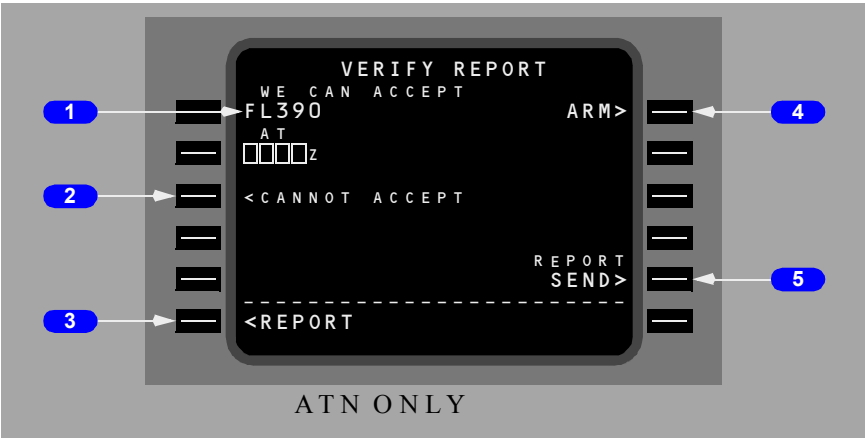 VERIFY REPORT
WE CAN ACCEPT
1 FL390 ARM> 4
AT
□□□□Z
2 <CANNOT ACCEPT
REPORT
SEND> 5
------------------------
3 <REPORT
ATN ONLY